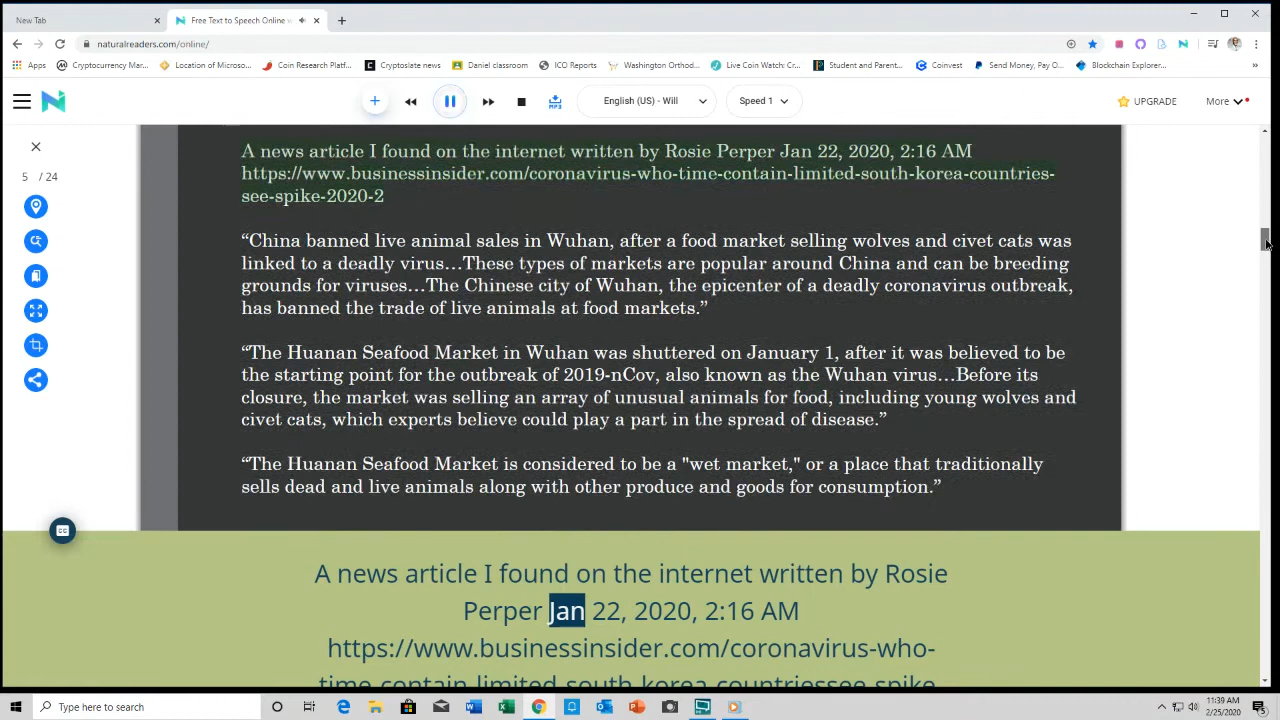 New Tab
Free Text to Speech Online w
naturalreaders.com/online/
Apps
Cryptocurrency Mar...
Location of Microso...
Coin Research Platf...
Cryptoslate news
Daniel classroom
ICO Reports
Washington Orthod...
Live Coin Watch: Cr...
Student and Parent...
Coinvest
Send Money, Pay O...
Blockchain Explorer...
»
MP3
English (US) - Will
Speed 1
UPGRADE
More
5 / 24
A news article I found on the internet written by Rosie Perper Jan 22, 2020, 2:16 AM
https://www.businessinsider.com/coronavirus-who-time-contain-limited-south-korea-countries-
see-spike-2020-2
“China banned live animal sales in Wuhan, after a food market selling wolves and civet cats was
linked to a deadly virus…These types of markets are popular around China and can be breeding
grounds for viruses…The Chinese city of Wuhan, the epicenter of a deadly coronavirus outbreak,
has banned the trade of live animals at food markets.”
“The Huanan Seafood Market in Wuhan was shuttered on January 1, after it was believed to be
the starting point for the outbreak of 2019-nCov, also known as the Wuhan virus…Before its
closure, the market was selling an array of unusual animals for food, including young wolves and
civet cats, which experts believe could play a part in the spread of disease.”
“The Huanan Seafood Market is considered to be a "wet market," or a place that traditionally
sells dead and live animals along with other produce and goods for consumption.”
CC
A news article I found on the internet written by Rosie
Perper Jan 22, 2020, 2:16 AM
https://www.businessinsider.com/coronavirus-who-
time-contain-limited-south-korea-countriessee-spike
Type here to search
11:39 AM
2/25/2020
5